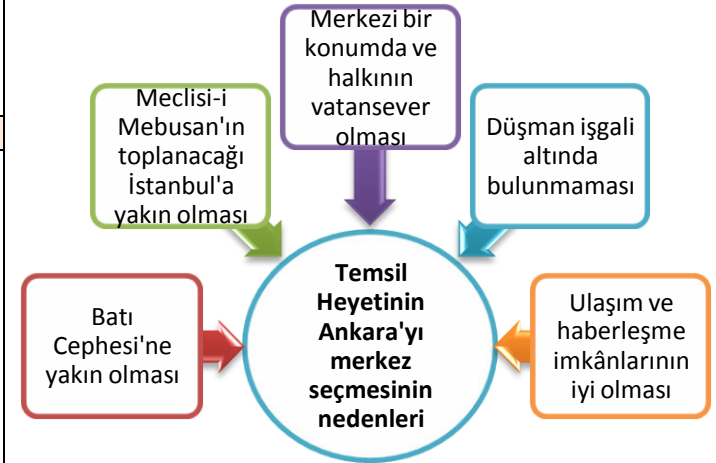 Merkezi bir
konumda ve
halkının
vatansever
olması
Meclisi-i
Mebusan'ın
toplanacağı
İstanbul'a
yakın olması
Düşman işgali
altında
bulunmaması
Batı
Cephesi'ne
yakın olması
Temsil
Heyetinin
Ankara'yı
merkez
seçmesinin
nedenleri
Ulaşım ve
haberleşme
imkânlarının
iyi olması